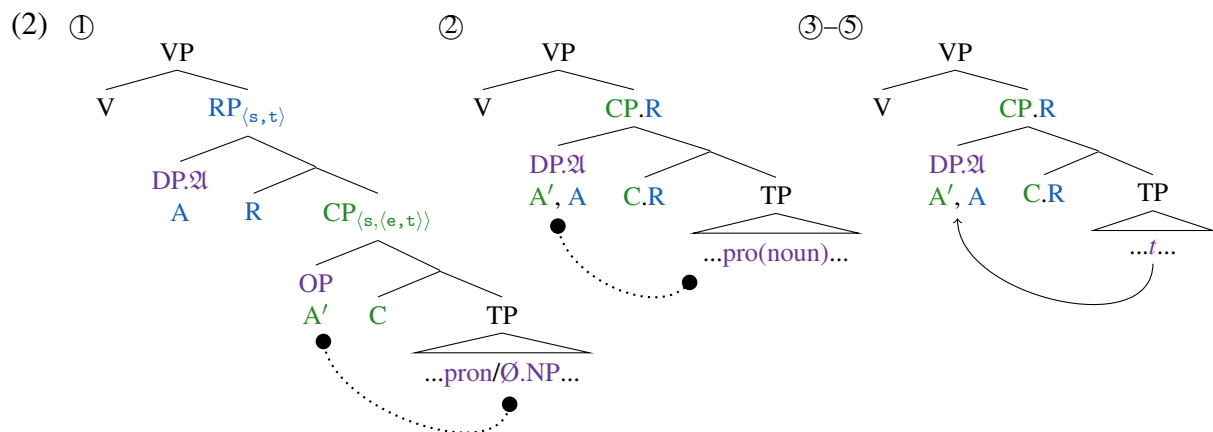 (2) ① ② ③–⑤
VP VP VP
V RP⟨s,t⟩ V CP.R V CP.R
DP.𝔄 R DP.𝔄 C.R TP DP.𝔄 C.R TP
A CP⟨s,⟨e,t⟩⟩ A′, A ...pro(noun)... A′, A ...t...
OP C TP
A′
...pron/Ø.NP...